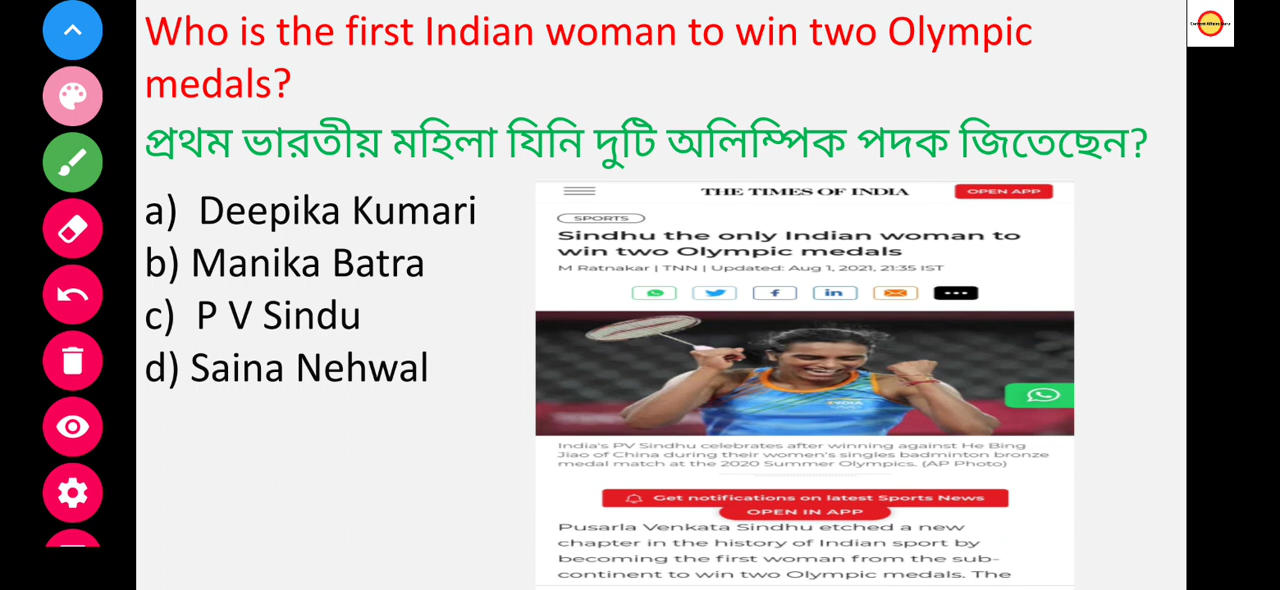 Who is the first Indian woman to win two Olympic
medals?
প্রথম ভারতীয় মহিলা যিনি দুটি অলিম্পিক পদক জিতেছেন?
a) Deepika Kumari
b) Manika Batra
c) P V Sindu
d) Saina Nehwal
THE TIMES OF INDIA
OPEN APP
SPORTS
Sindhu the only Indian woman to
win two Olympic medals
M Ratnakar | TNN | Updated: Aug 1, 2021, 21:35 IST
in
INDIA
India's PV Sindhu celebrates after winning against He Bing
Jiao of China during their women's singles badminton bronze
medal match at the 2020 Summer Olympics. (AP Photo)
Get notifications on latest Sports News
OPEN IN APP
Pusarla Venkata Sindhu etched a new
chapter in the history of Indian sport by
becoming the first woman from the sub-
continent to win two Olympic medals. The